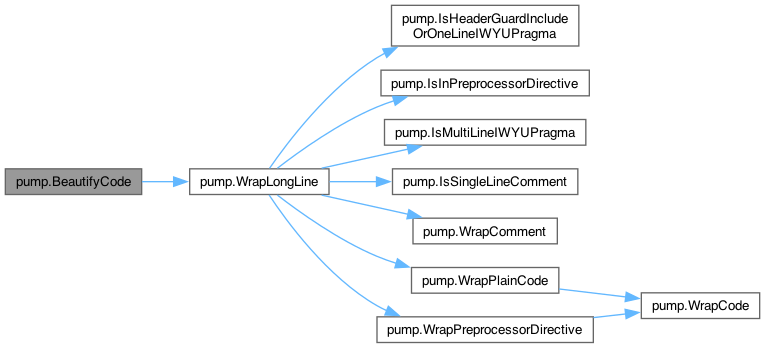 pump.IsHeaderGuardInclude
OrOneLineIWYUPragma
pump.IsInPreprocessorDirective
pump.IsMultiLineIWYUPragma
pump.BeautifyCode
pump.WrapLongLine
pump.IsSingleLineComment
pump.WrapComment
pump.WrapPlainCode
pump.WrapCode
pump.WrapPreprocessorDirective